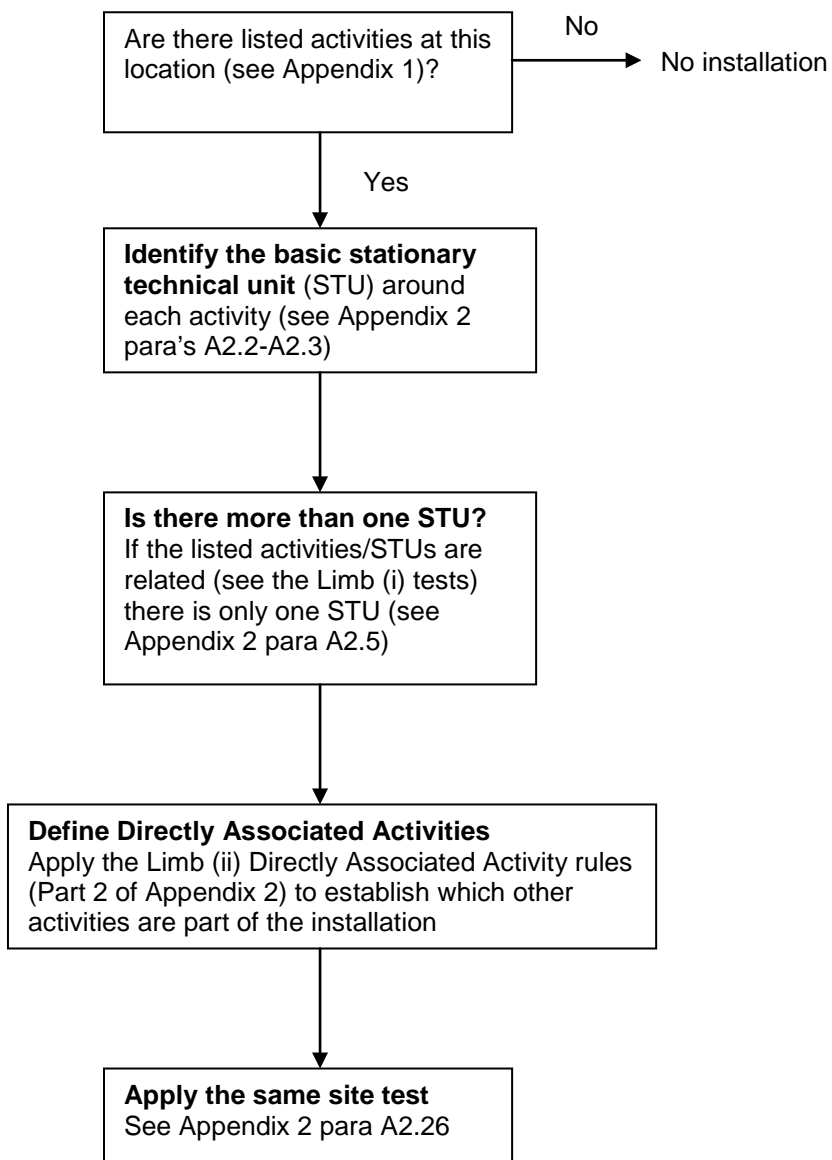 Are there listed activities at this
location (see Appendix 1)?
No
No installation
Yes
Identify the basic stationary
technical unit (STU) around
each activity (see Appendix 2
para's A2.2-A2.3)
Is there more than one STU?
If the listed activities/STUs are
related (see the Limb (i) tests)
there is only one STU (see
Appendix 2 para A2.5)
Define Directly Associated Activities
Apply the Limb (ii) Directly Associated Activity rules
(Part 2 of Appendix 2) to establish which other
activities are part of the installation
Apply the same site test
See Appendix 2 para A2.26